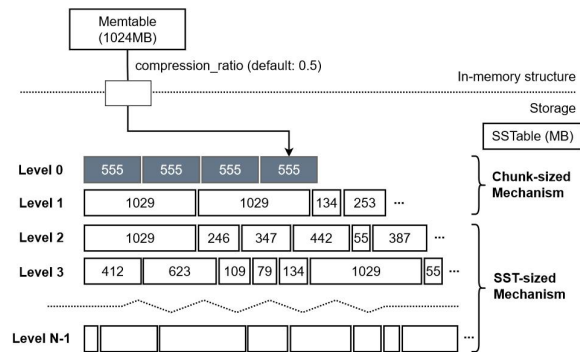 Memtable
(1024MB)
compression_ratio (default: 0.5)
In-memory structure
Storage
SSTable (MB)
Level 0 555 555 555 555
Level 1 1029 1029 134 253 ...
Chunk-sized
Mechanism
Level 2 1029 246 347 442 55 387 ...
Level 3 412 623 109 79 134 1029 55 ...
SST-sized
Mechanism
Level N-1 ...